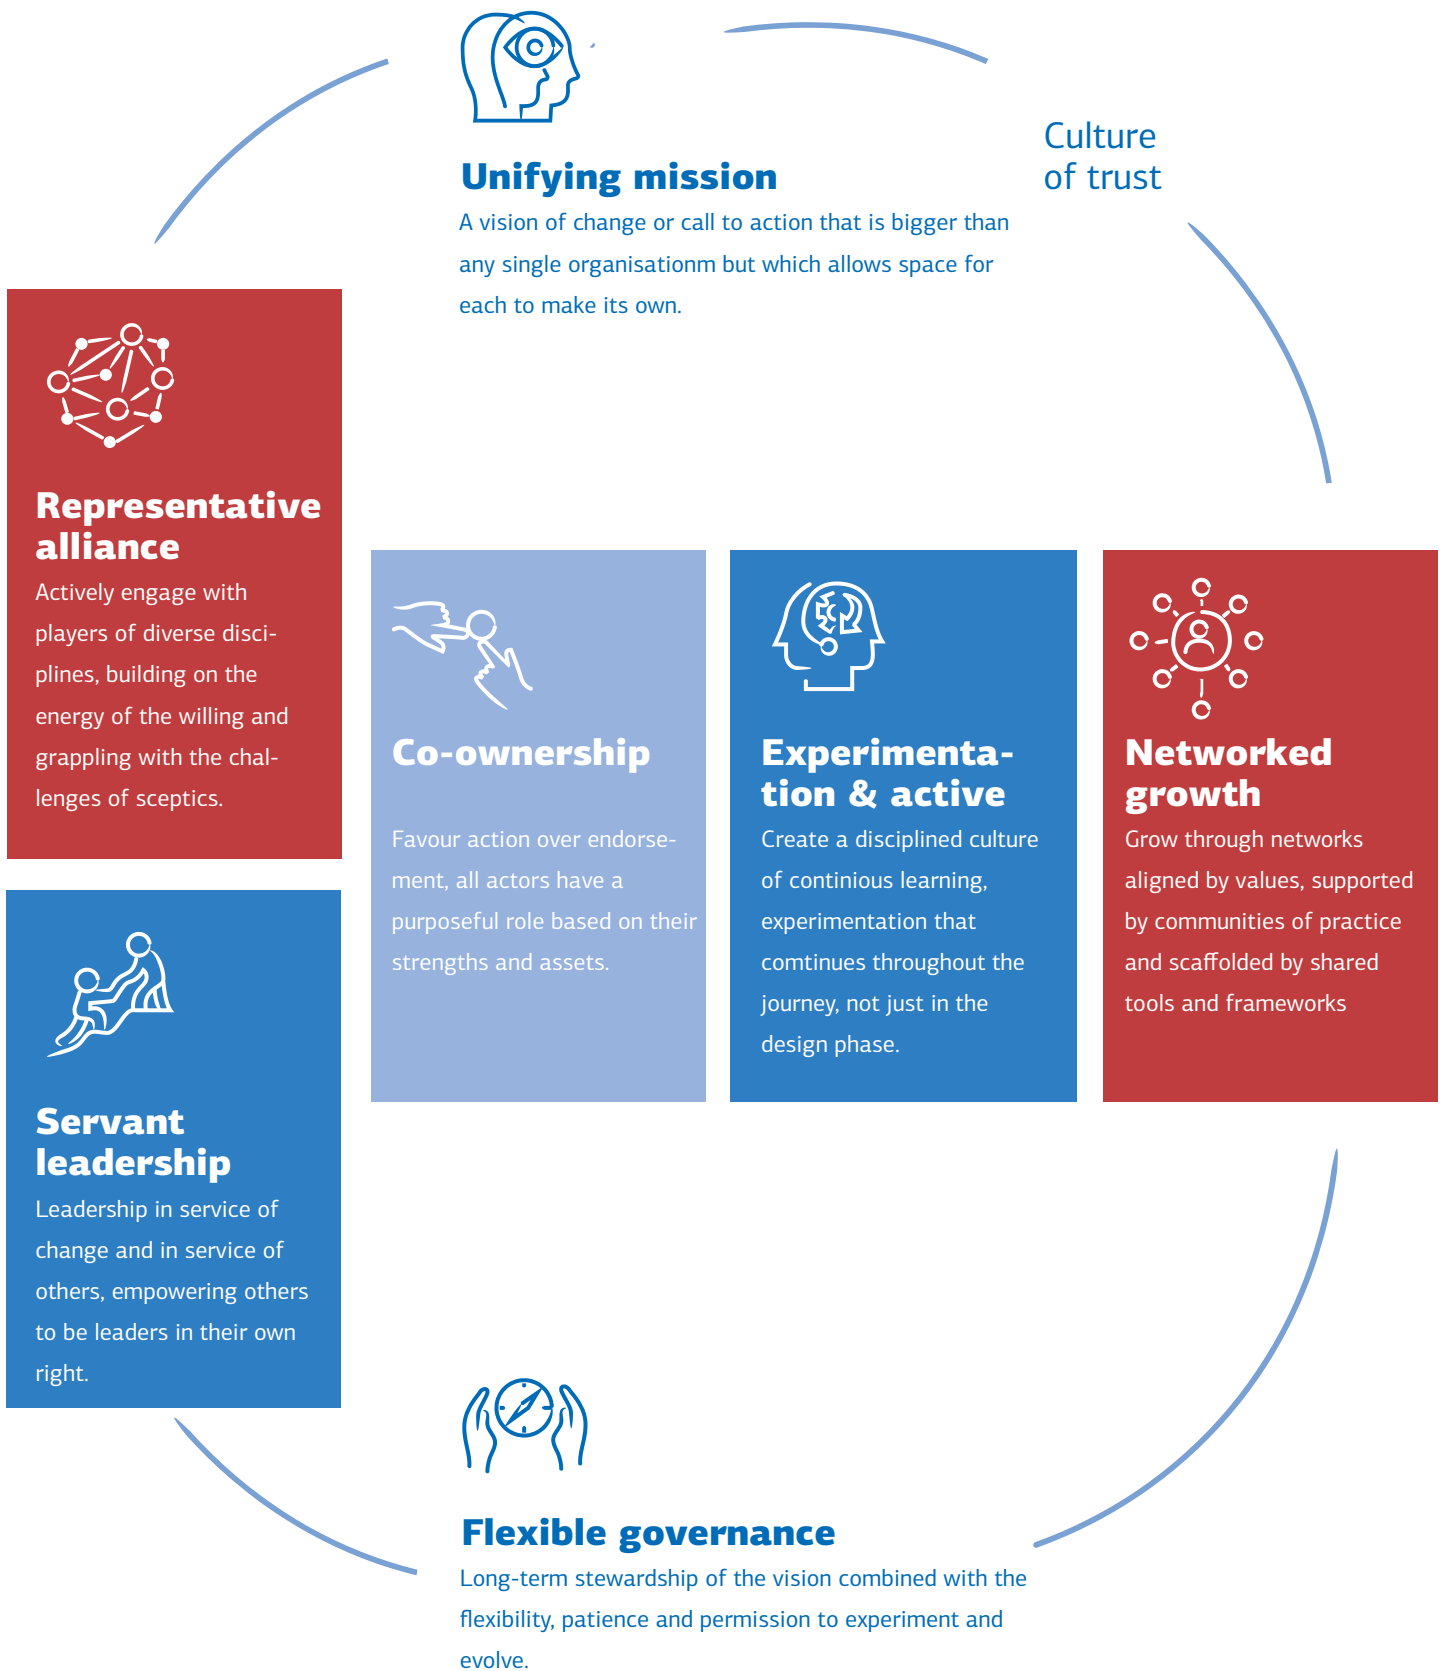 Culture
of trust
Unifying mission
A vision of change or call to action that is bigger than
any single organisationm but which allows space for
each to make its own.
Representative
alliance
Actively engage with
players of diverse disci-
plines, building on the
energy of the willing and
grappling with the chal-
lenges of sceptics.
Co-ownership
Favour action over endorse-
ment, all actors have a
purposeful role based on their
strengths and assets.
Experimenta-
tion & active
Create a disciplined culture
of continious learning,
experimentation that
comtinues throughout the
journey, not just in the
design phase.
Networked
growth
Grow through networks
aligned by values, supported
by communities of practice
and scaffolded by shared
tools and frameworks
Servant
leadership
Leadership in service of
change and in service of
others, empowering others
to be leaders in their own
right.
Flexible governance
Long-term stewardship of the vision combined with the
flexibility, patience and permission to experiment and
evolve.